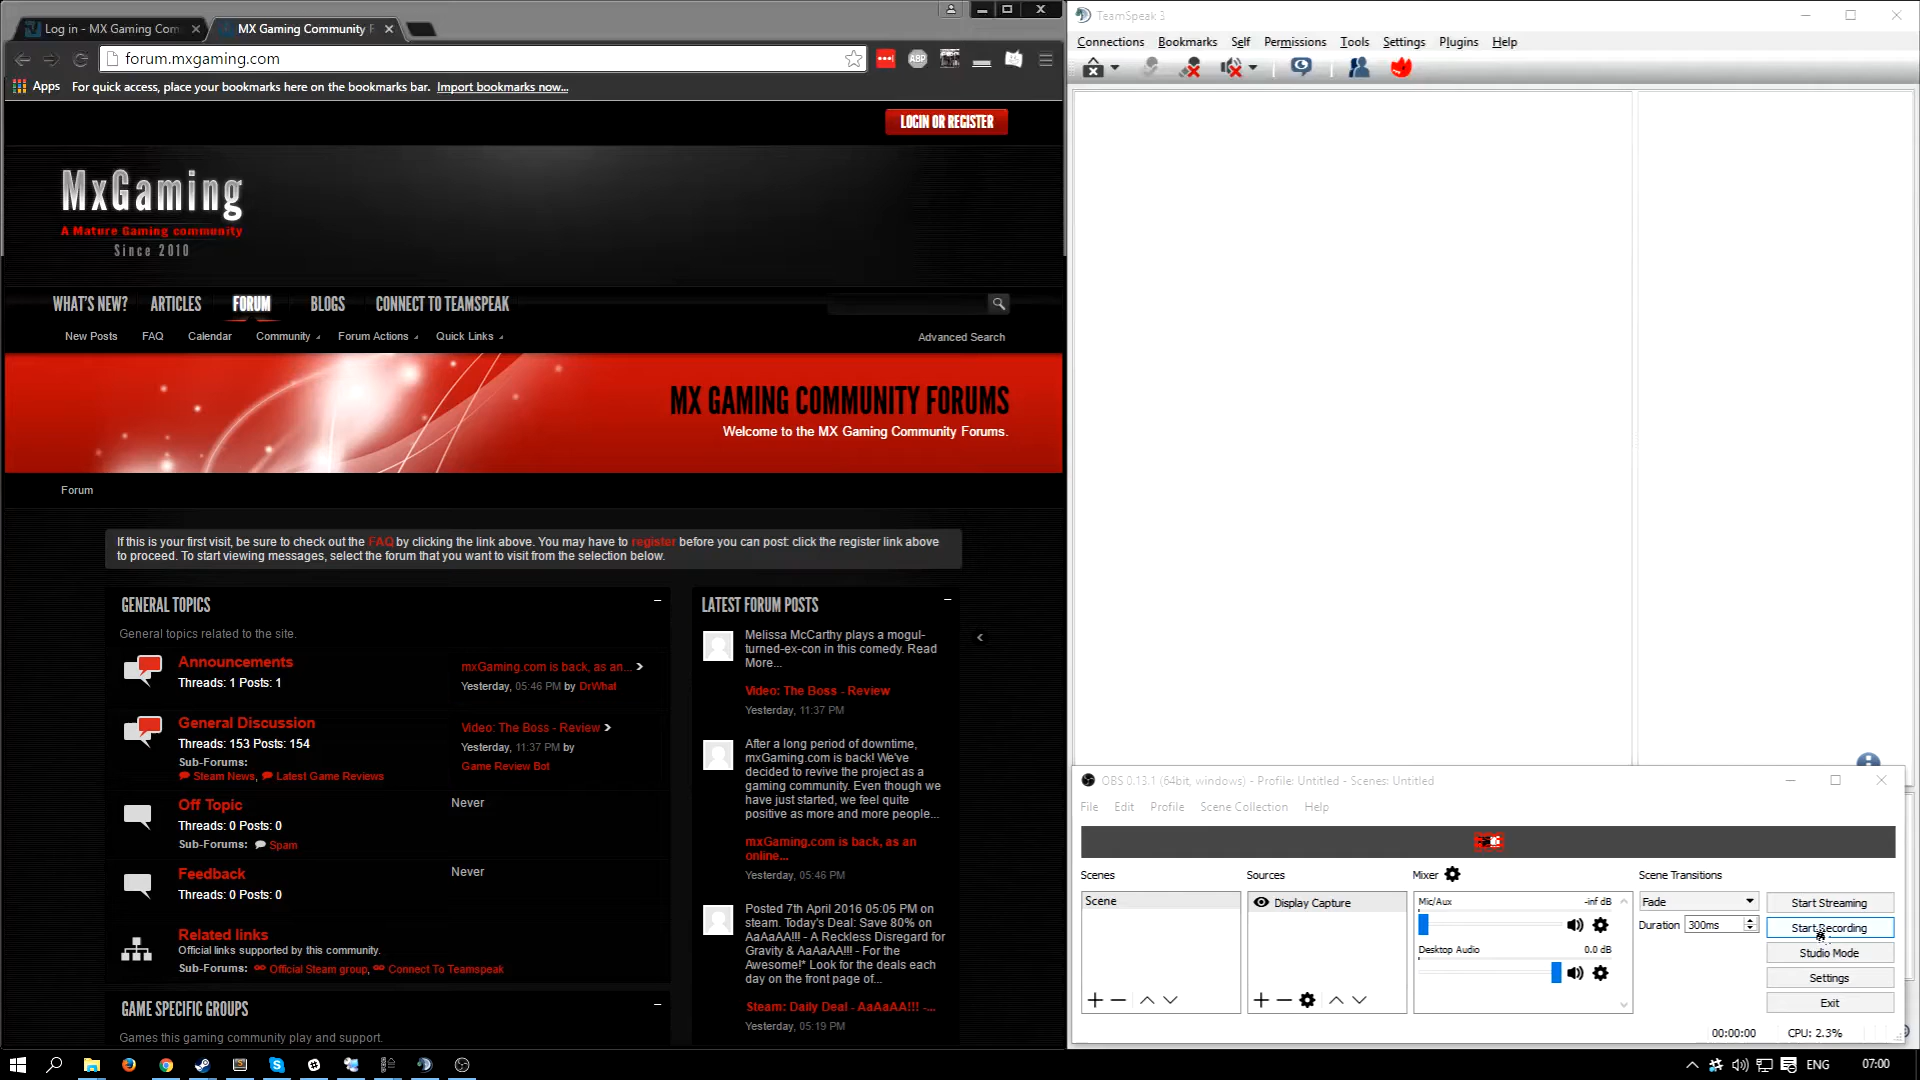 Log in - MX Gaming Com
MX Gaming Community F
forum.mxgaming.com
ABP
Apps
For quick access, place your bookmarks here on the bookmarks bar. Import bookmarks now...
LOGIN OR REGISTER
MxGaming
A Mature Gaming community
Since 2010
WHAT'S NEW?
ARTICLES
FORUM
BLOGS
CONNECT TO TEAMSPEAK
New Posts
FAQ
Calendar
Community
Forum Actions
Quick Links
Advanced Search
MX GAMING COMMUNITY FORUMS
Welcome to the MX Gaming Community Forums.
Forum
If this is your first visit, be sure to check out the FAQ by clicking the link above. You may have to register before you can post: click the register link above
to proceed. To start viewing messages, select the forum that you want to visit from the selection below.
GENERAL TOPICS
General topics related to the site.
Announcements
Threads: 1 Posts: 1
mxGaming.com is back, as an...
Yesterday, 05:46 PM by DrWhat
General Discussion
Threads: 153 Posts: 154
Sub-Forums:
Steam News, Latest Game Reviews
Video: The Boss - Review
Yesterday, 11:37 PM by
Game Review Bot
Off Topic
Threads: 0 Posts: 0
Sub-Forums: Spam
Never
Feedback
Threads: 0 Posts: 0
Never
Related links
Official links supported by this community.
Sub-Forums: Official Steam group, Connect To Teamspeak
GAME SPECIFIC GROUPS
Games this gaming community play and support.
LATEST FORUM POSTS
Melissa McCarthy plays a mogul-
turned-ex-con in this comedy. Read
More...
Video: The Boss - Review
Yesterday, 11:37 PM
After a long period of downtime,
mxGaming.com is back! We've
decided to revive the project as a
gaming community. Even though we
have just started, we feel quite
positive as more and more people...
mxGaming.com is back, as an
online...
Yesterday, 05:46 PM
Posted 7th April 2016 05:05 PM on
steam. Today's Deal: Save 80% on
AaAaAA!!! - A Reckless Disregard for
Gravity & AaAaAA!!! - For the
Awesome!* Look for the deals each
day on the front page of...
Steam: Daily Deal - AaAaAA!!! -...
Yesterday, 05:19 PM
TeamSpeak 3
Connections
Bookmarks
Self
Permissions
Tools
Settings
Plugins
Help
OBS 0.13.1 (64bit, windows) - Profile: Untitled - Scenes: Untitled
File
Edit
Profile
Scene Collection
Help
Scenes
Sources
Mixer
Scene Transitions
Scene
Display Capture
Mic/Aux
-inf dB
Desktop Audio
0.0 dB
Fade
Duration
300ms
Start Streaming
Start Recording
Studio Mode
Settings
Exit
00:00:00
CPU: 2.3%
ENG
07:00